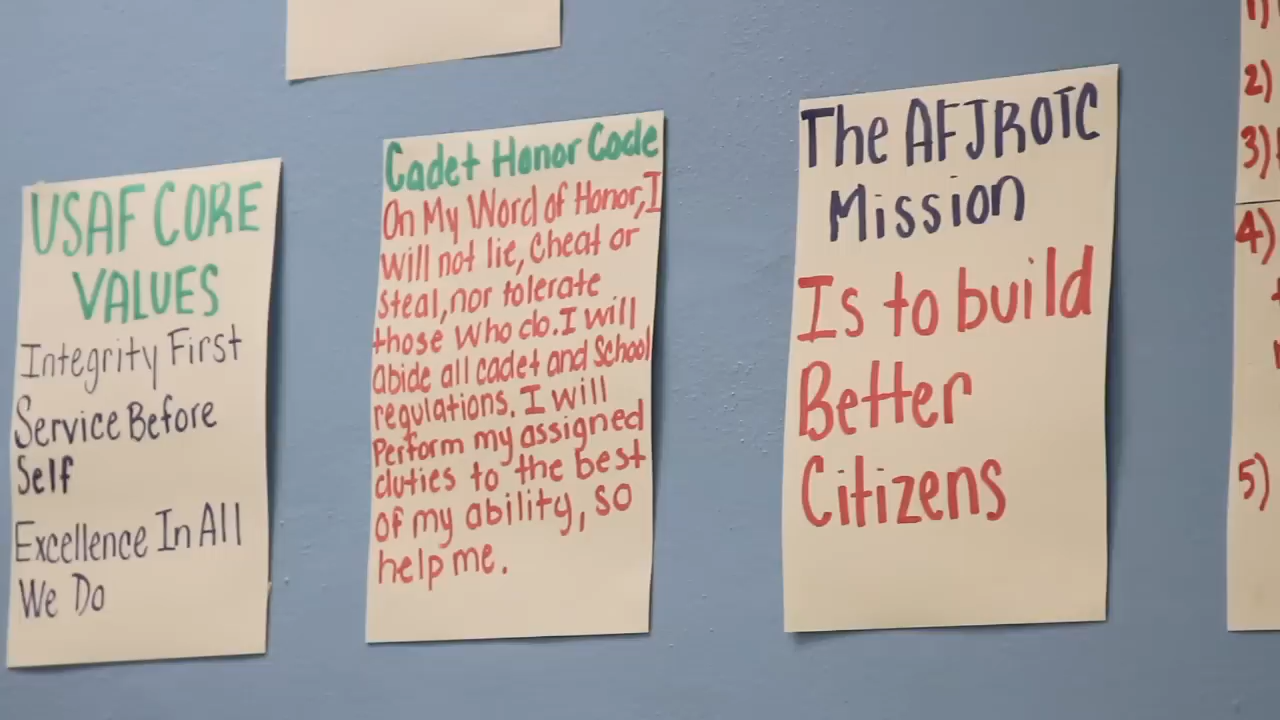 USAF CORE
VALUES
Integrity First
Service Before
Self
Excellence In All
We Do
Cadet Honor Code
On My Word of Honor, I
will not lie, Cheat or
Steal, nor tolerate
those Who do. I will
Abide all cadet and School
regulations. I will
Perform my assigned
duties to the best
of my ability, so
help me.
The AFJROTC
Mission
Is to build
Better
Citizens
1)
2)
3)
4)
5)